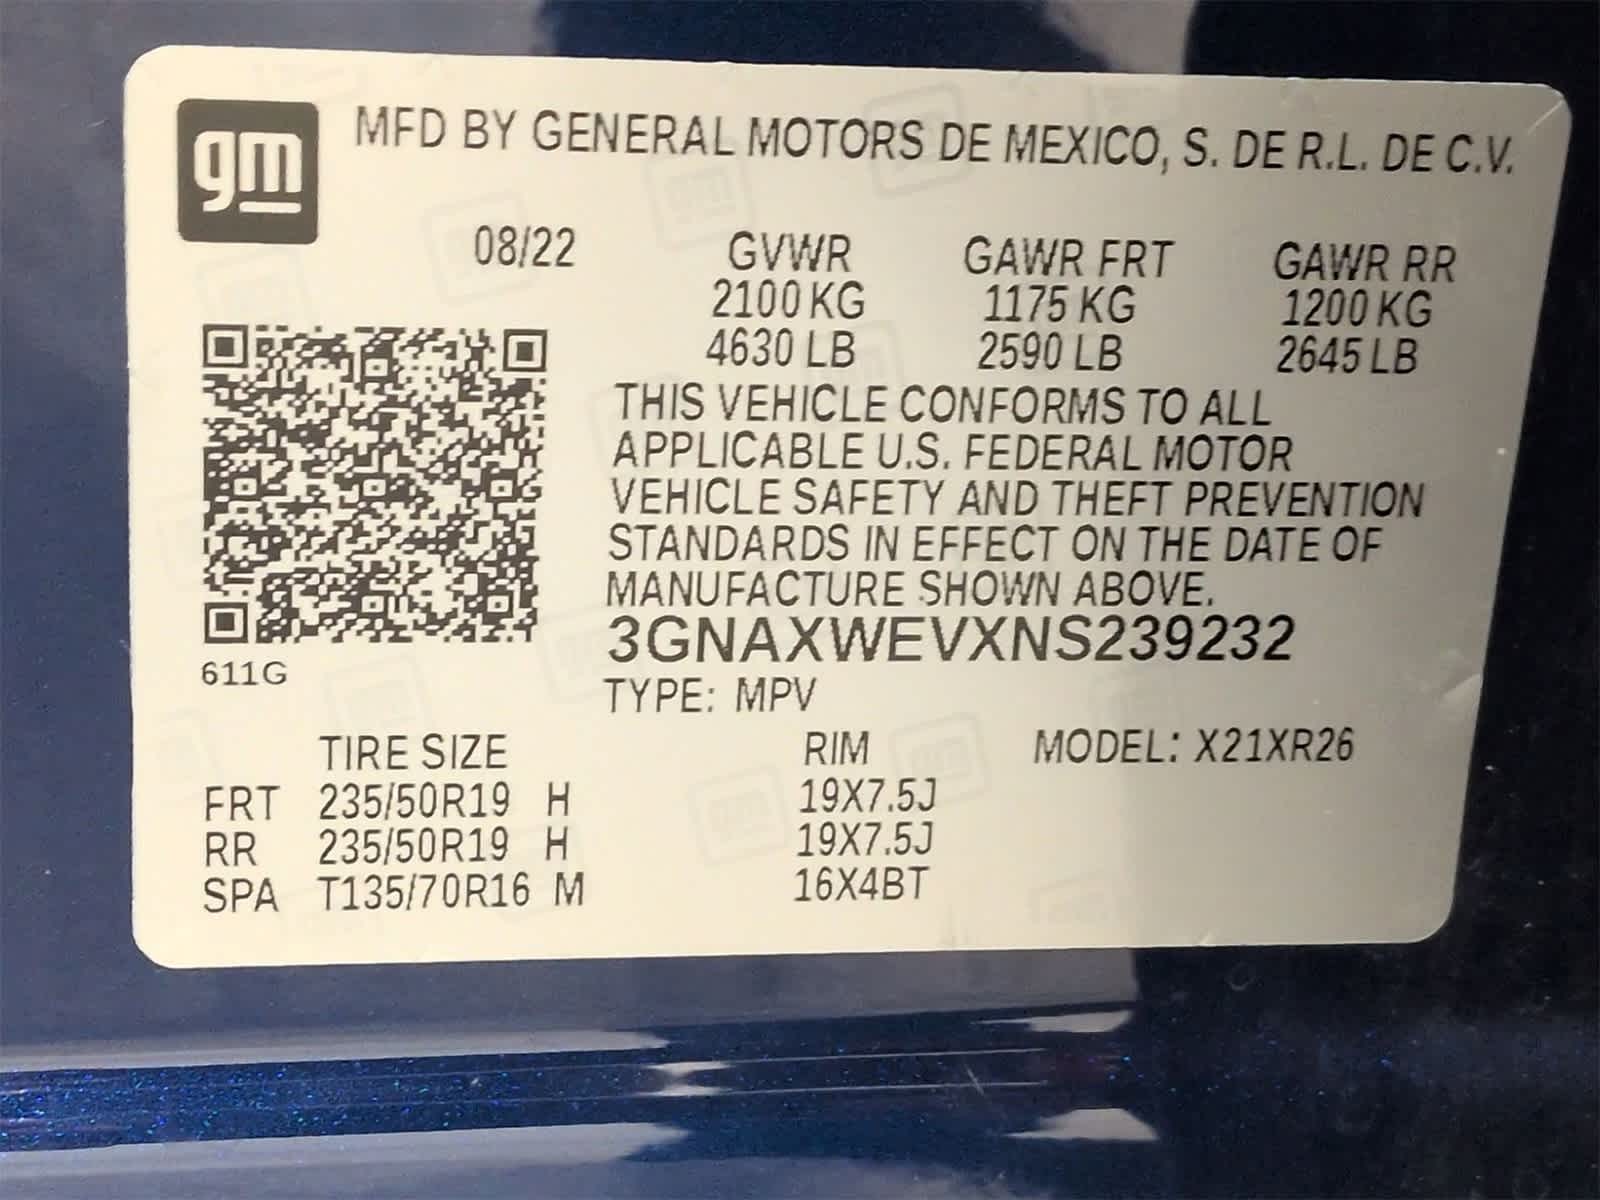 gm
MFD BY GENERAL MOTORS DE MEXICO, S. DE R.L. DE C.V.
08/22 GVWR GAWR FRT GAWR RR
2100 KG 1175 KG 1200 KG
4630 LB 2590 LB 2645 LB
THIS VEHICLE CONFORMS TO ALL
APPLICABLE U.S. FEDERAL MOTOR
VEHICLE SAFETY AND THEFT PREVENTION
STANDARDS IN EFFECT ON THE DATE OF
MANUFACTURE SHOWN ABOVE.
3GNAXWEVXNS239232
611G
TYPE: MPV
TIRE SIZE RIM MODEL: X21XR26
FRT 235/50R19 H 19X7.5J
RR 235/50R19 H 19X7.5J
SPA T135/70R16 M 16X4BT